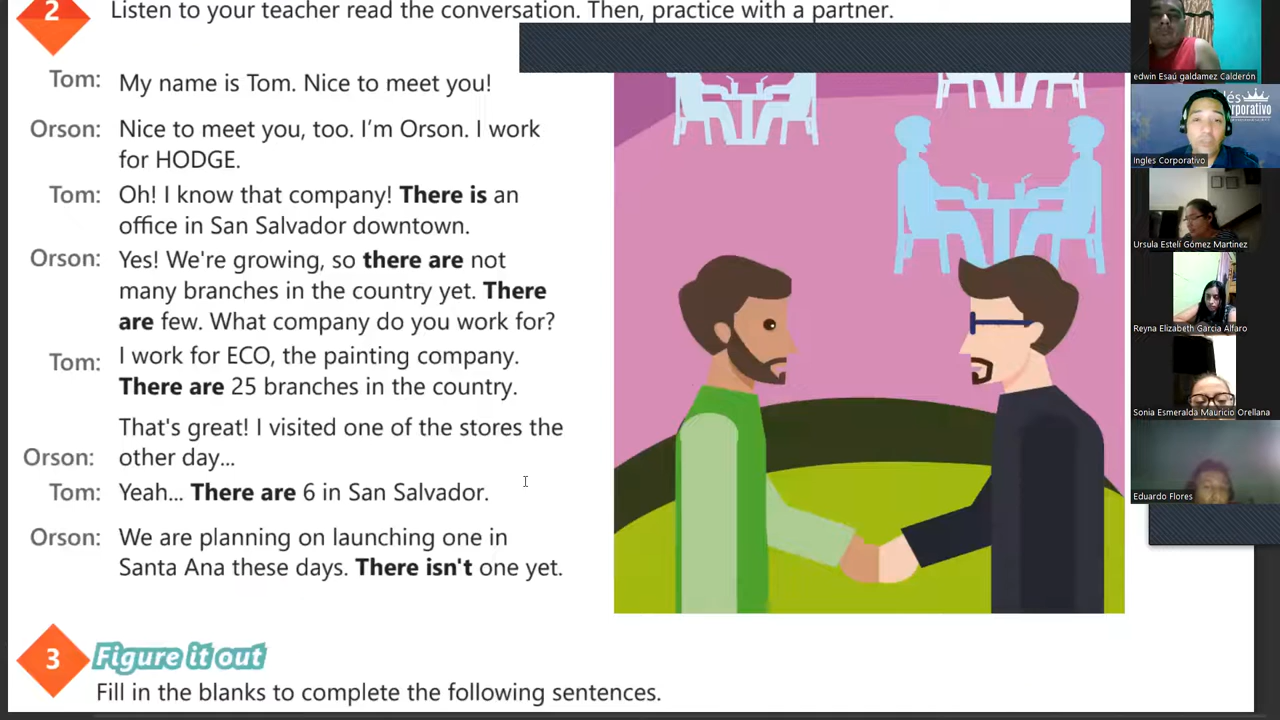 2
Listen to your teacher read the conversation. Then, practice with a partner.
Tom: My name is Tom. Nice to meet you!
Orson: Nice to meet you, too. I'm Orson. I work
for HODGE.
Tom: Oh! I know that company! There is an
office in San Salvador downtown.
Orson: Yes! We're growing, so there are not
many branches in the country yet. There
are few. What company do you work for?
Tom: I work for ECO, the painting company.
There are 25 branches in the country.
That's great! I visited one of the stores the
Orson: other day...
Tom: Yeah... There are 6 in San Salvador.
Orson: We are planning on launching one in
Santa Ana these days. There isn't one yet.
3
Figure it out
Fill in the blanks to complete the following sentences.
edwin Esaú galdamez Calderón
Ingles Corporativo
Ursula Estelí Gómez Martinez
Reyna Elizabeth Garcia Alfaro
Sonia Esmeralda Mauricio Orellana
Eduardo Flores